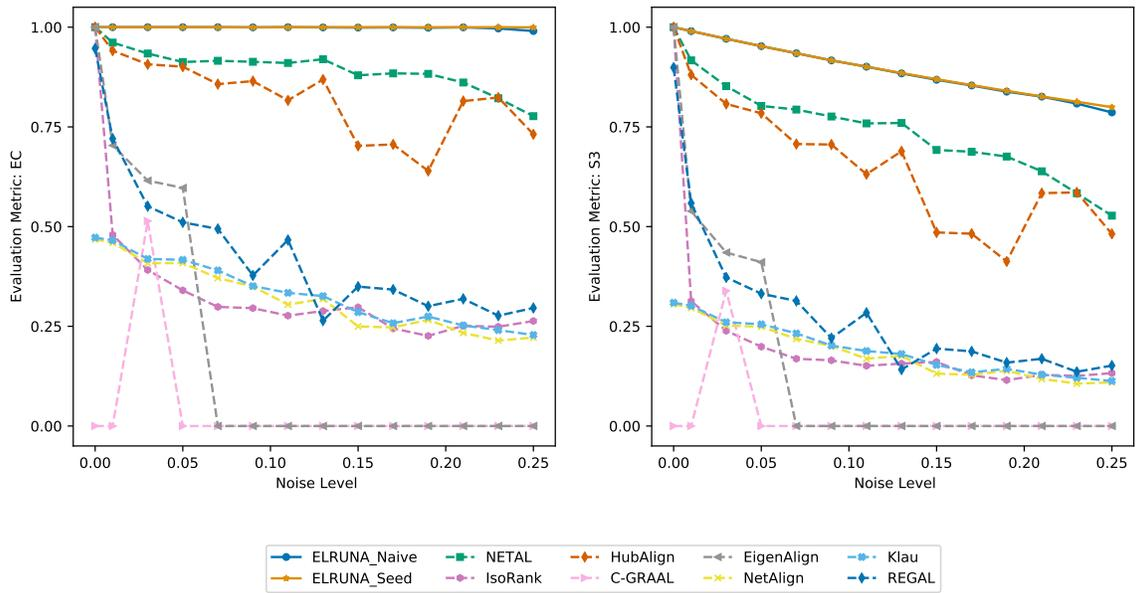 1.00
0.75
0.50
0.25
0.00
Evaluation Metric: EC
0.00 0.05 0.10 0.15 0.20 0.25
Noise Level
1.00
0.75
0.50
0.25
0.00
Evaluation Metric: S3
0.00 0.05 0.10 0.15 0.20 0.25
Noise Level
ELRUNA_Naive NETAL HubAlign EigenAlign Klau
ELRUNA_Seed IsoRank C-GRAAL NetAlign REGAL